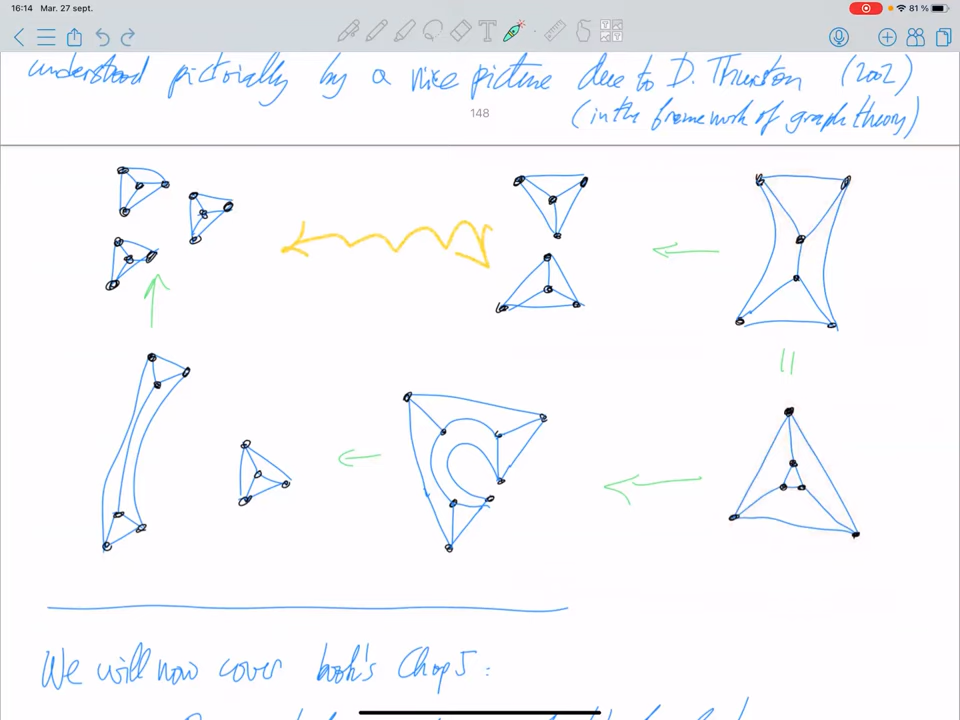 16:14 Mar. 27 sept.
81 %
understood pictorially by a nice picture due to D. Thurston (2002)
148
(in the framework of graph theory)
We will now cover book's Chap 5 :